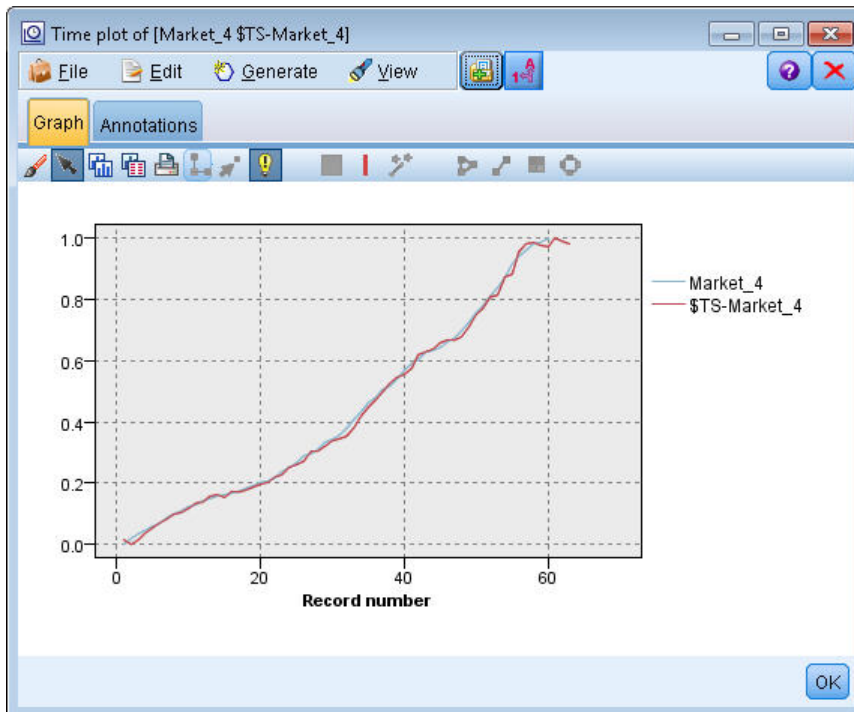 Time plot of [Market_4 $TS-Market_4]
File Edit Generate View
Graph Annotations
1.0
0.8
0.6
0.4
0.2
0.0
0 20 40 60
Record number
Market_4
$TS-Market_4
OK